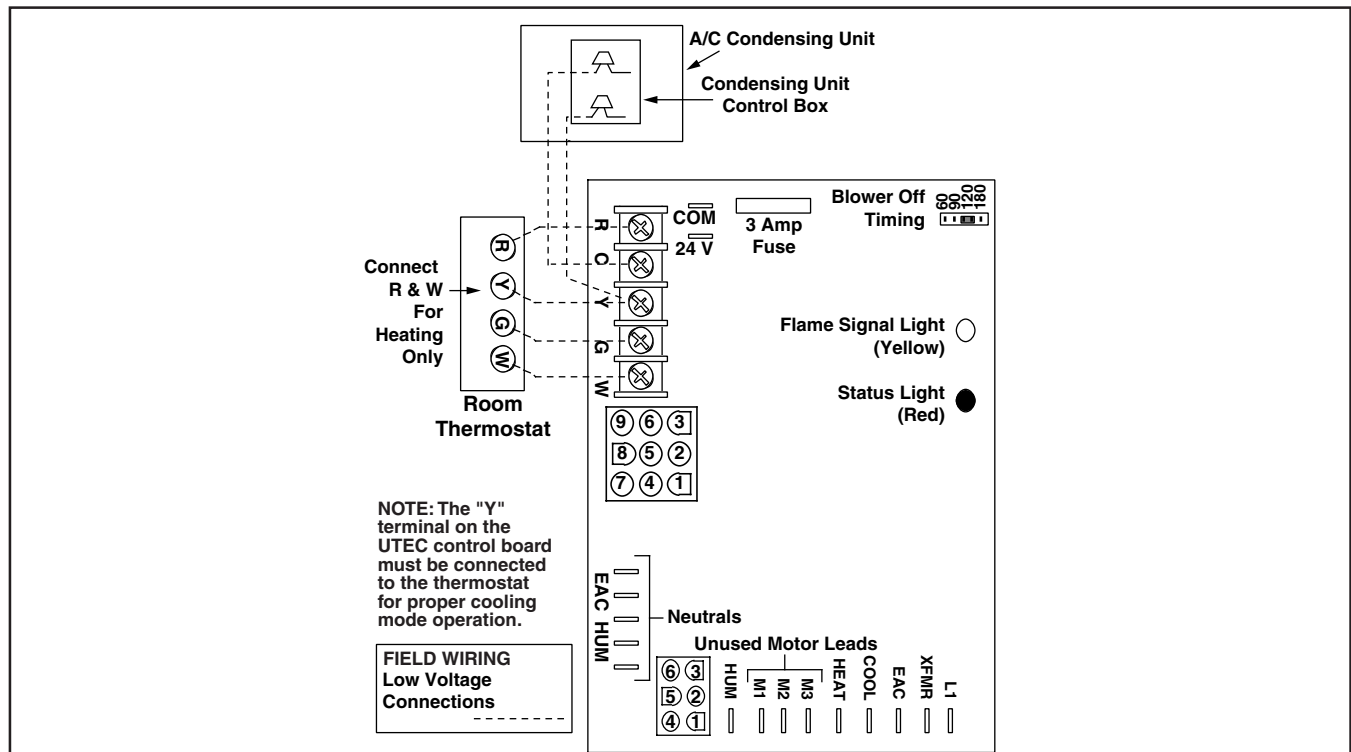 A/C Condensing Unit
Condensing Unit
Control Box
Blower Off
Timing
60
90
120
180
R
C
Y
G
W
COM
24 V
3 Amp
Fuse
Connect
R & W
For
Heating
Only
R
Y
G
W
Room
Thermostat
Flame Signal Light
(Yellow)
Status Light
(Red)
9 6 3
8 5 2
7 4 1
NOTE: The "Y"
terminal on the
UTEC control board
must be connected
to the thermostat
for proper cooling
mode operation.
EAC HUM
Neutrals
Unused Motor Leads
FIELD WIRING
Low Voltage
Connections
6 3
5 2
4 1
HUM
M1
M2
M3
HEAT
COOL
EAC
XFMR
L1